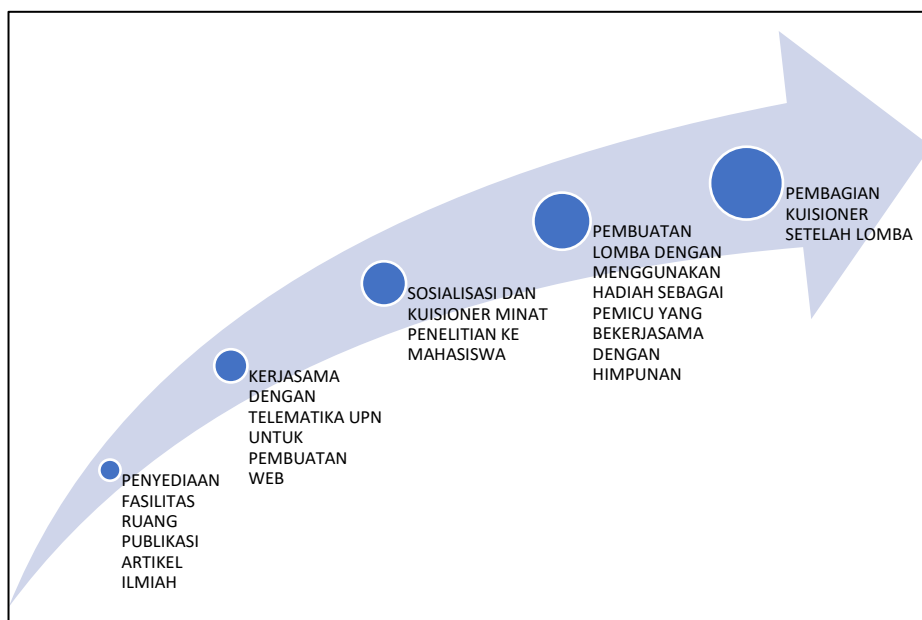 PENYEDIAAN
FASILITAS
RUANG
PUBLIKASI
ARTIKEL
ILMIAH
KERJASAMA
DENGAN
TELEMATIKA UPN
UNTUK
PEMBUATAN
WEB
SOSIALISASI DAN
KUISIONER MINAT
PENELITIAN KE
MAHASISWA
PEMBUATAN
LOMBA DENGAN
MENGGUNAKAN
HADIAH SEBAGAI
PEMICU YANG
BEKERJASAMA
DENGAN
HIMPUNAN
PEMBAGIAN
KUISIONER
SETELAH LOMBA